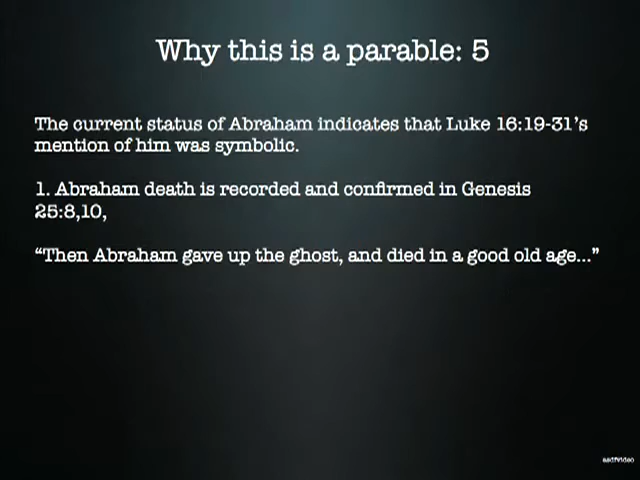 Why this is a parable: 5
The current status of Abraham indicates that Luke 16:19-31's
mention of him was symbolic.
1. Abraham death is recorded and confirmed in Genesis
25:8,10,
“Then Abraham gave up the ghost, and died in a good old age...”